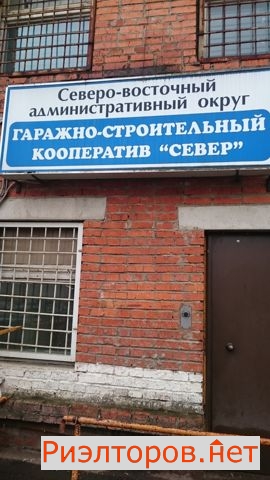 Северо-восточный
административный округ
ГАРАЖНО-СТРОИТЕЛЬНЫЙ
КООПЕРАТИВ "СЕВЕР"
Риэлторов.нет